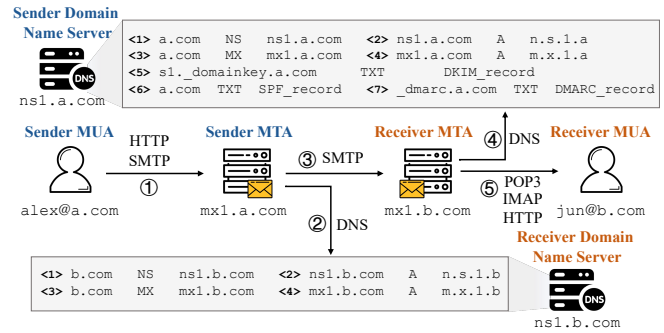 Sender Domain
Name Server
DNS
ns1.a.com
<1> a.com NS ns1.a.com <2> ns1.a.com A n.s.1.a
<3> a.com MX mx1.a.com <4> mx1.a.com A m.x.1.a
<5> s1._domainkey.a.com TXT DKIM_record
<6> a.com TXT SPF_record <7> _dmarc.a.com TXT DMARC_record
Sender MUA
alex@a.com
HTTP
SMTP
①
Sender MTA
mx1.a.com
③ SMTP
② DNS
Receiver MTA
mx1.b.com
④ DNS
⑤ POP3
IMAP
HTTP
Receiver MUA
jun@b.com
Receiver Domain
Name Server
DNS
ns1.b.com
<1> b.com NS ns1.b.com <2> ns1.b.com A n.s.1.b
<3> b.com MX mx1.b.com <4> mx1.b.com A m.x.1.b